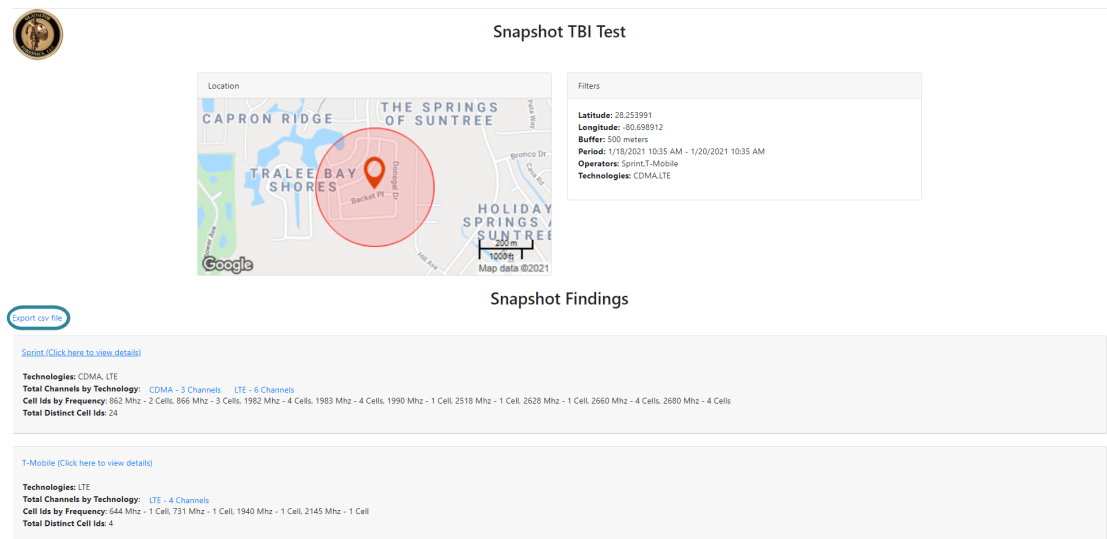 GLADIATOR
FORENSICS, LLC
Snapshot TBI Test
Location
Filters
THE SPRINGS
OF SUNTREE
CAPRON RIDGE
Bronco Dr
TRALEE BAY
SHORES
Donegal Dr
Becket Pl
HOLIDAY
SPRINGS
SUNTREE
200 m
1000 ft
Google
Map data ©2021
Latitude: 28.253991
Longitude: -80.698912
Buffer: 500 meters
Period: 1/18/2021 10:35 AM - 1/20/2021 10:35 AM
Operators: Sprint,T-Mobile
Technologies: CDMA,LTE
Snapshot Findings
Export csv file
Sprint (Click here to view details)
Technologies: CDMA, LTE
Total Channels by Technology: CDMA - 3 Channels LTE - 6 Channels
Cell Ids by Frequency: 862 Mhz - 2 Cells, 866 Mhz - 3 Cells, 1982 Mhz - 4 Cells, 1983 Mhz - 4 Cells, 1990 Mhz - 1 Cell, 2518 Mhz - 1 Cell, 2628 Mhz - 1 Cell, 2660 Mhz - 4 Cells, 2680 Mhz - 4 Cells
Total Distinct Cell Ids: 24
T-Mobile (Click here to view details)
Technologies: LTE
Total Channels by Technology: LTE - 4 Channels
Cell Ids by Frequency: 644 Mhz - 1 Cell, 731 Mhz - 1 Cell, 1940 Mhz - 1 Cell, 2145 Mhz - 1 Cell
Total Distinct Cell Ids: 4